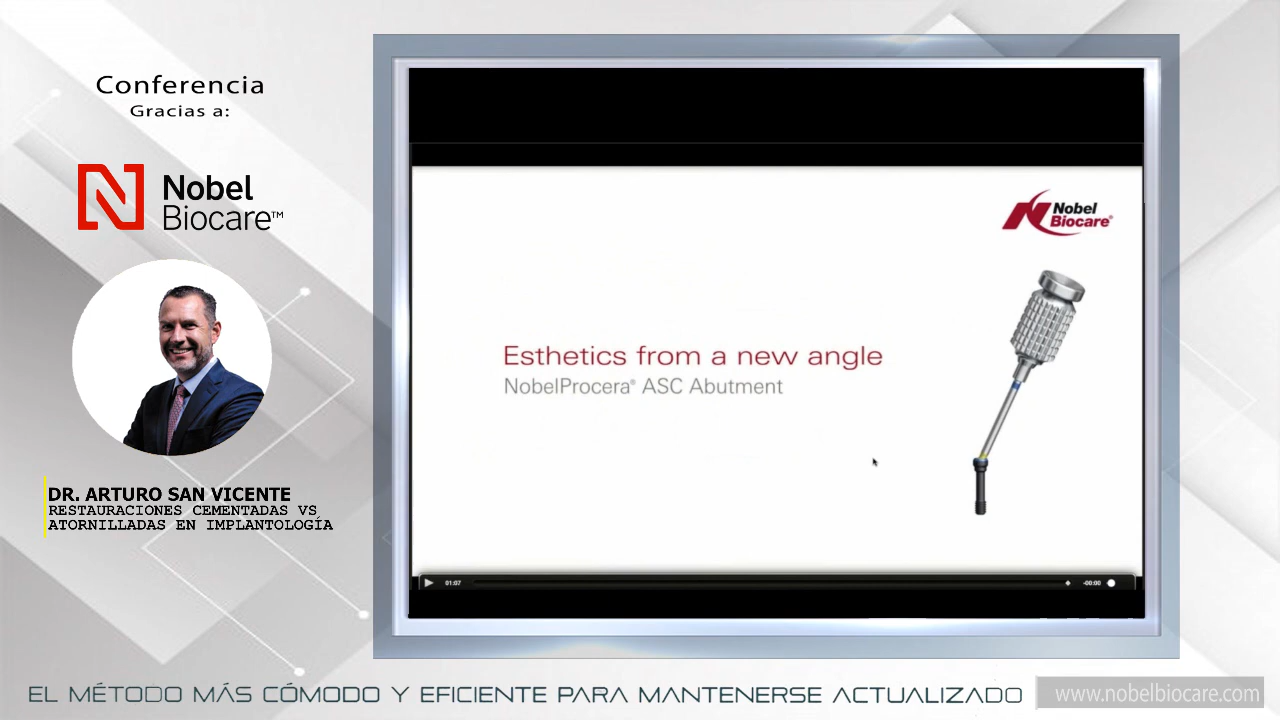 Conferencia
Gracias a:
Nobel
Biocare™
DR. ARTURO SAN VICENTE
RESTAURACIONES CEMENTADAS VS
ATORNILLADAS EN IMPLANTOLOGÍA
Nobel
Biocare®
Esthetics from a new angle
NobelProcera® ASC Abutment
01:07
-00:00
EL MÉTODO MÁS CÓMODO Y EFICIENTE PARA MANTENERSE ACTUALIZADO
www.nobelbiocare.com